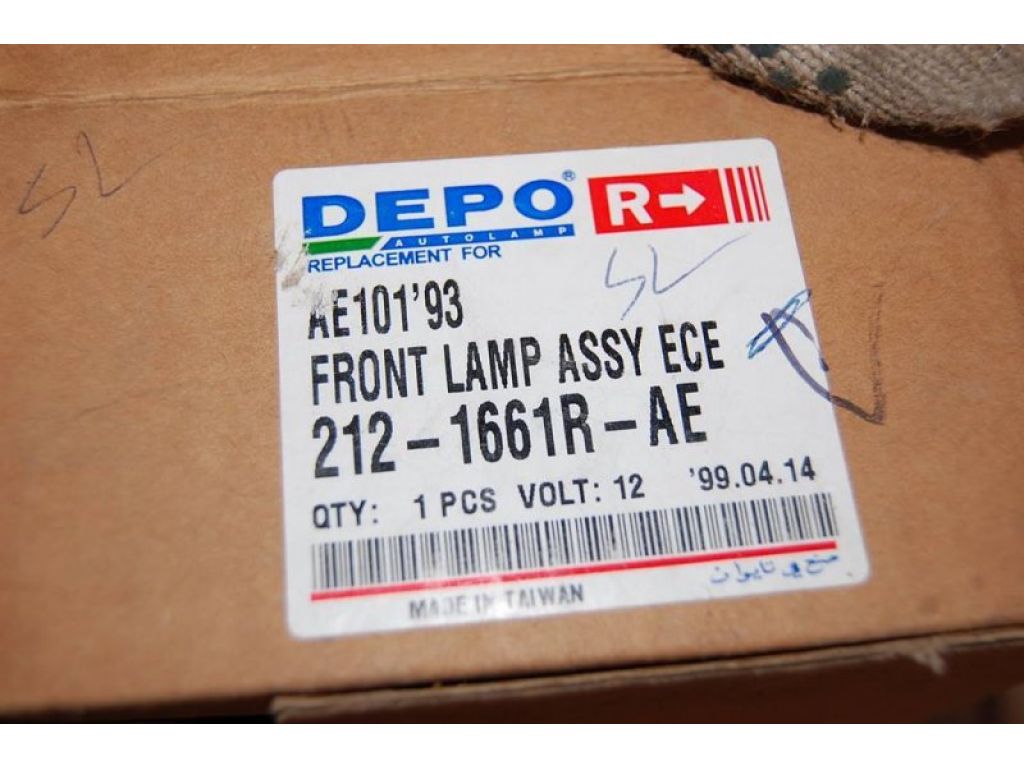 SL
DEPO® R→
AUTOLAMP
REPLACEMENT FOR
SL
AE101'93
FRONT LAMP ASSY ECE
212-1661R-AE
QTY: 1 PCS VOLT: 12 '99.04.14
MADE IN TAIWAN
تايوان